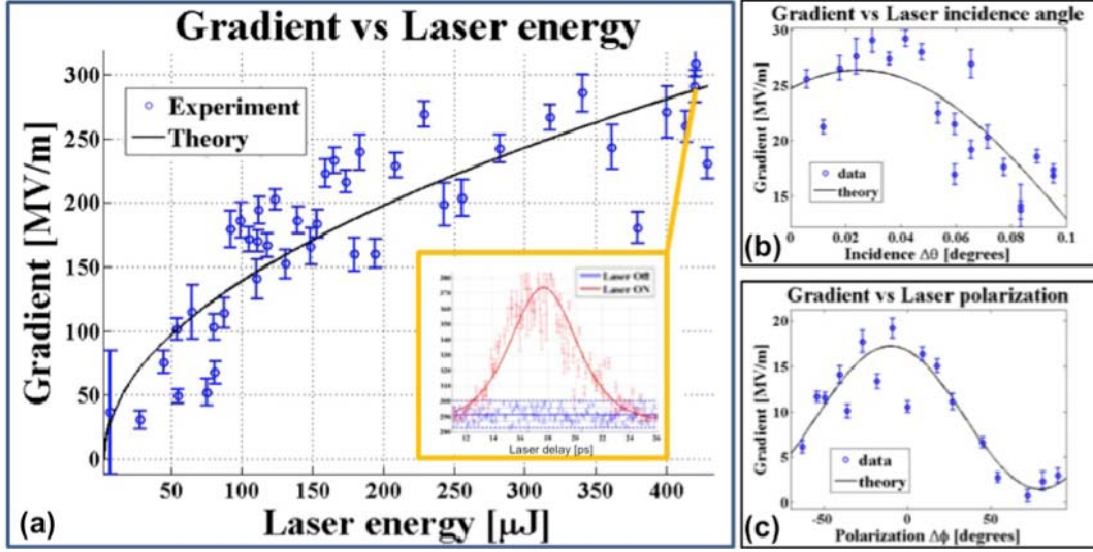 Gradient vs Laser energy
Gradient [MV/m]
300
250
200
150
100
50
0
Experiment
Theory
Laser Off
Laser ON
12
14
16
22
Laser delay [ps]
50
100
150
200
250
300
350
400
(a)
Laser energy [µJ]
Gradient vs Laser incidence angle
Gradient [MV/m]
30
25
20
15
data
theory
0
0.02
0.04
0.06
0.08
0.1
(b)
Incidence Δθ [degrees]
Gradient vs Laser polarization
Gradient [MV/m]
20
15
10
5
0
data
theory
-50
0
50
(c)
Polarization Δϕ [degrees]